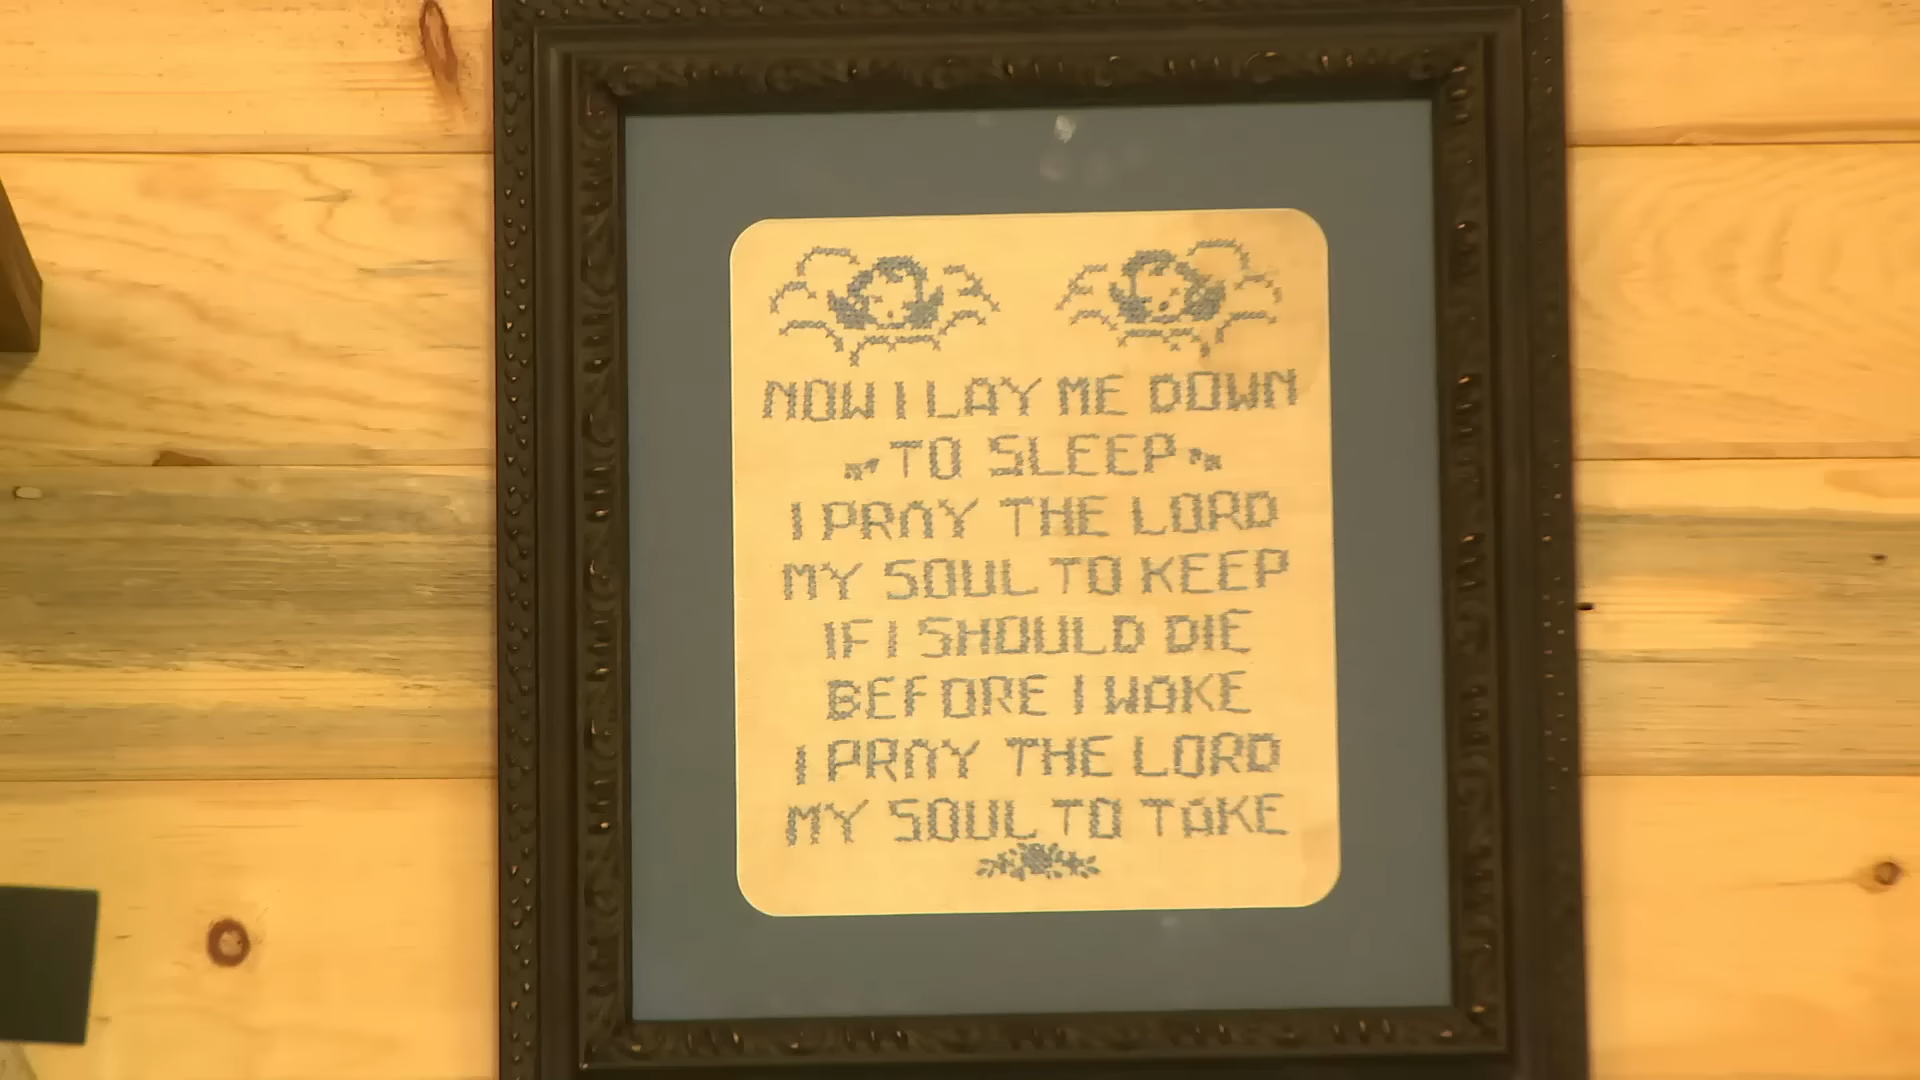 NOW I LAY ME DOWN
TO SLEEP
I PRAY THE LORD
MY SOUL TO KEEP
IF I SHOULD DIE
BEFORE I WAKE
I PRAY THE LORD
MY SOUL TO TAKE